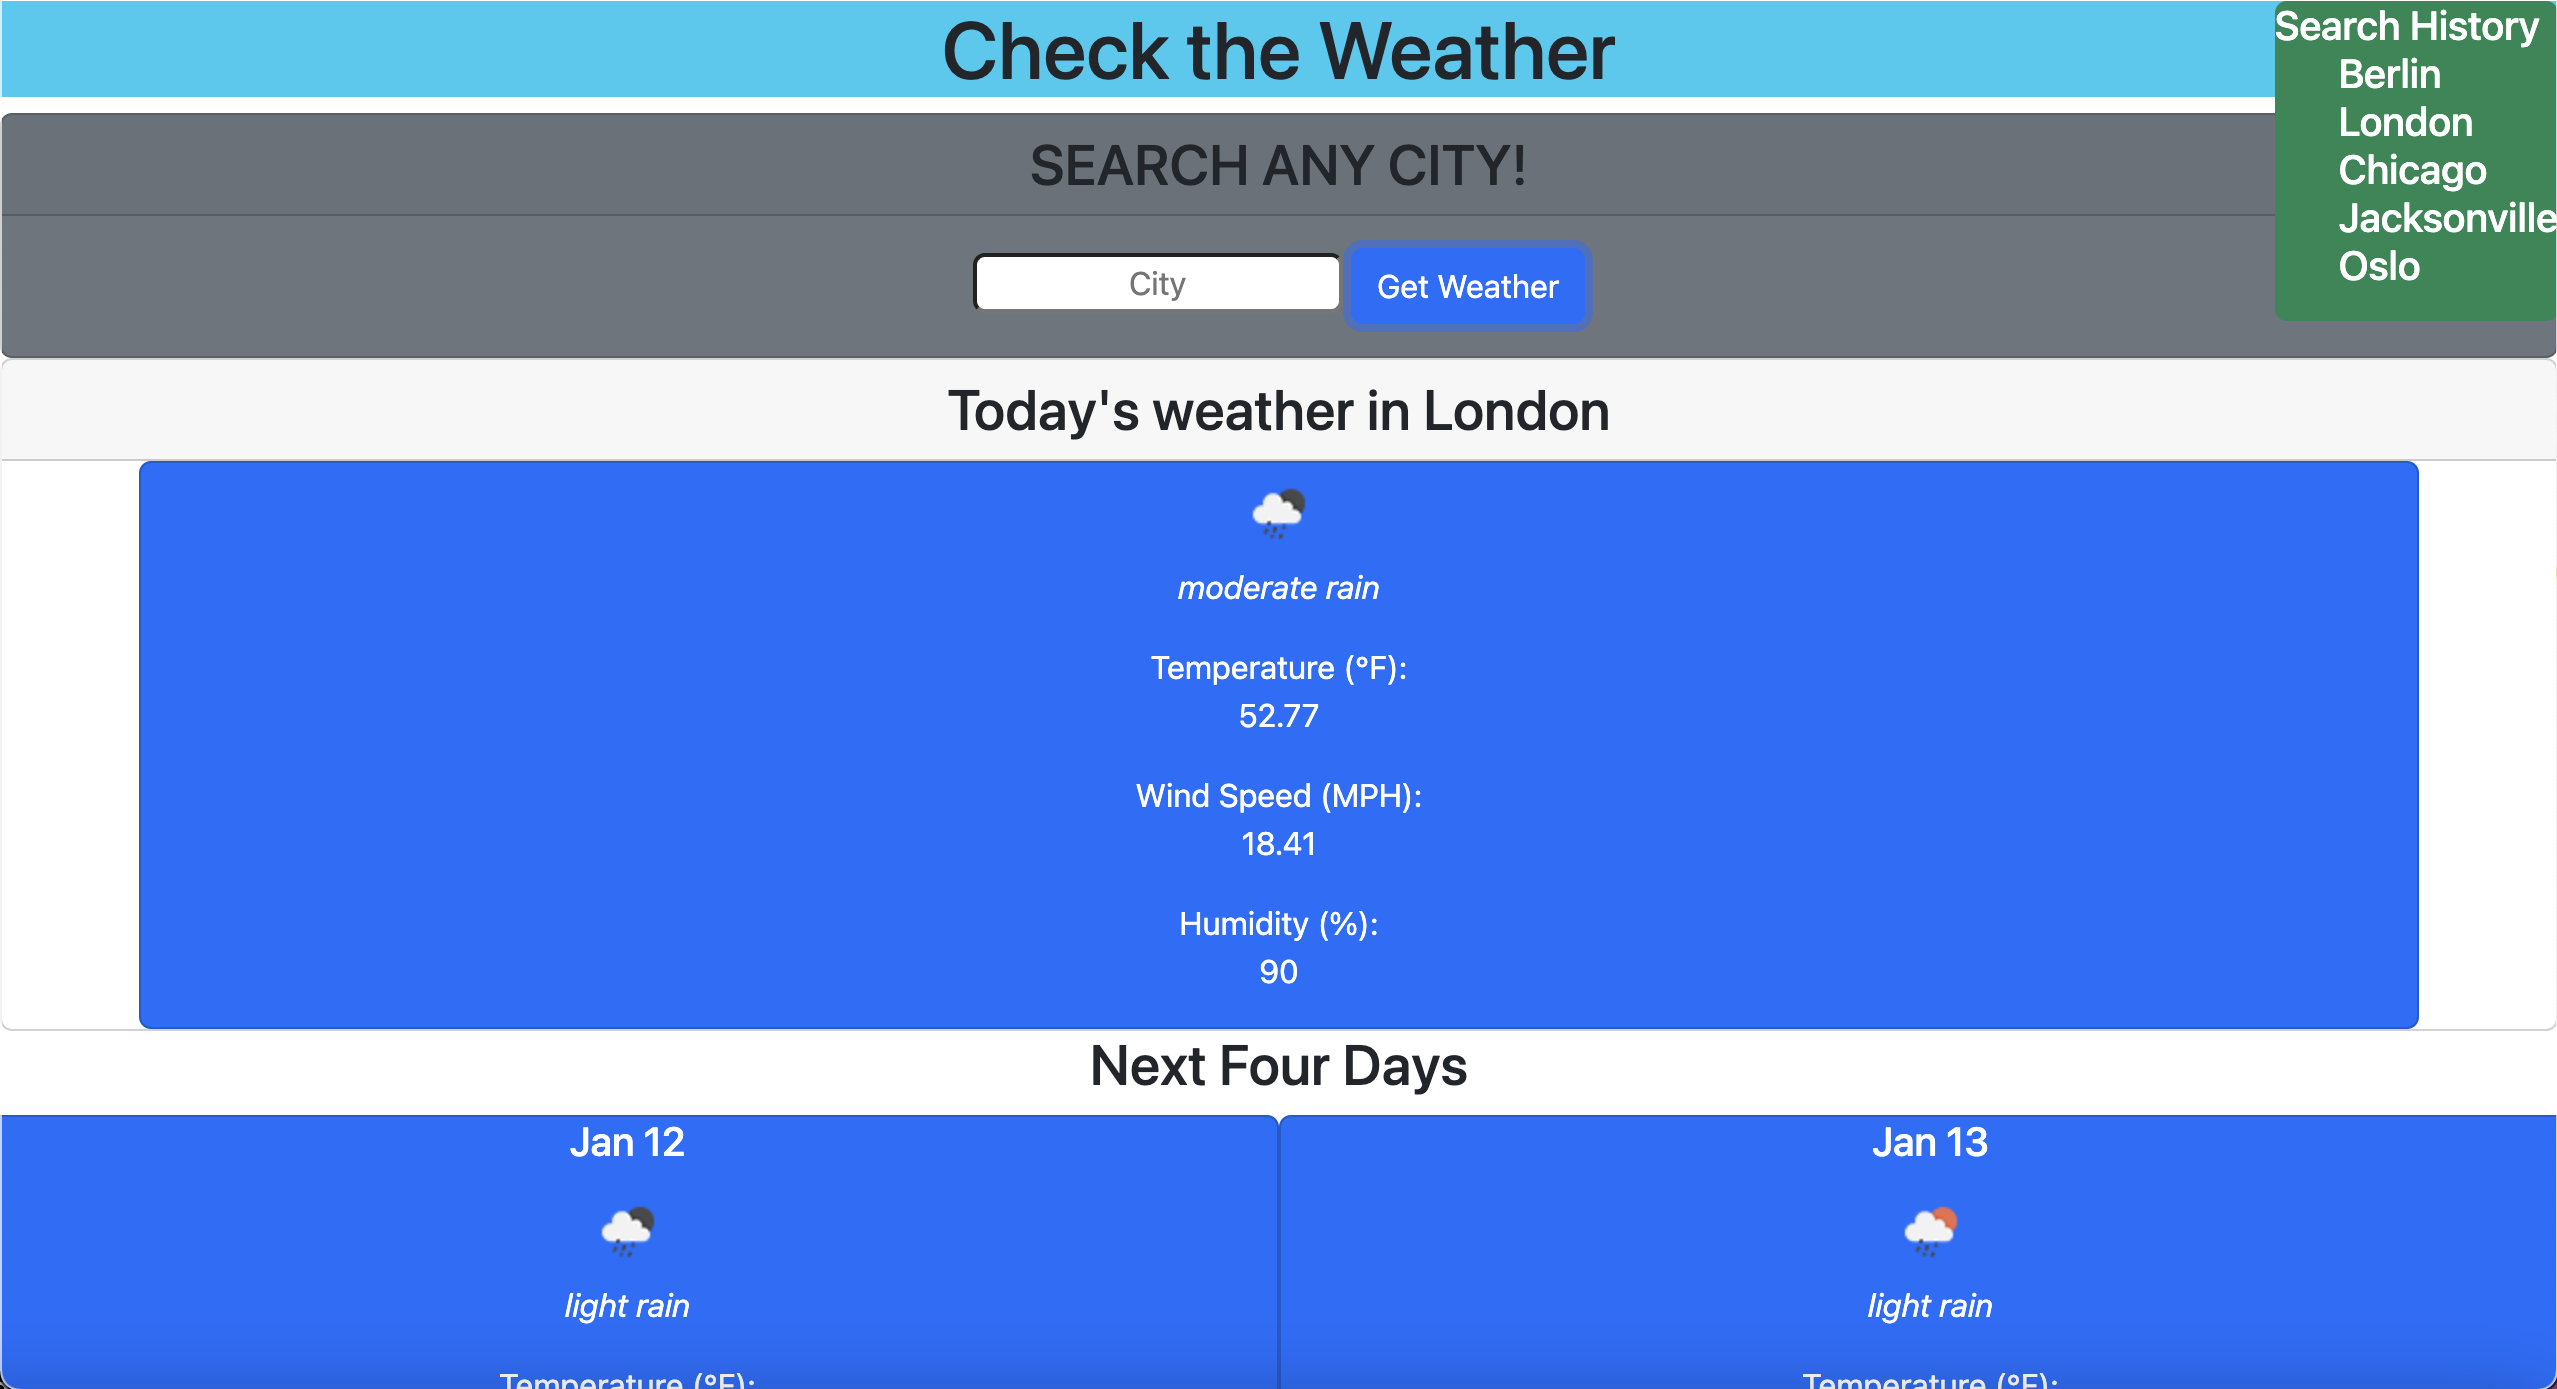 Check the Weather
Search History
Berlin
London
Chicago
Jacksonville
Oslo
SEARCH ANY CITY!
City
Get Weather
Today's weather in London
moderate rain
Temperature (°F):
52.77
Wind Speed (MPH):
18.41
Humidity (%):
90
Next Four Days
Jan 12
light rain
Temperature (°F):
Jan 13
light rain
Temperature (°F):